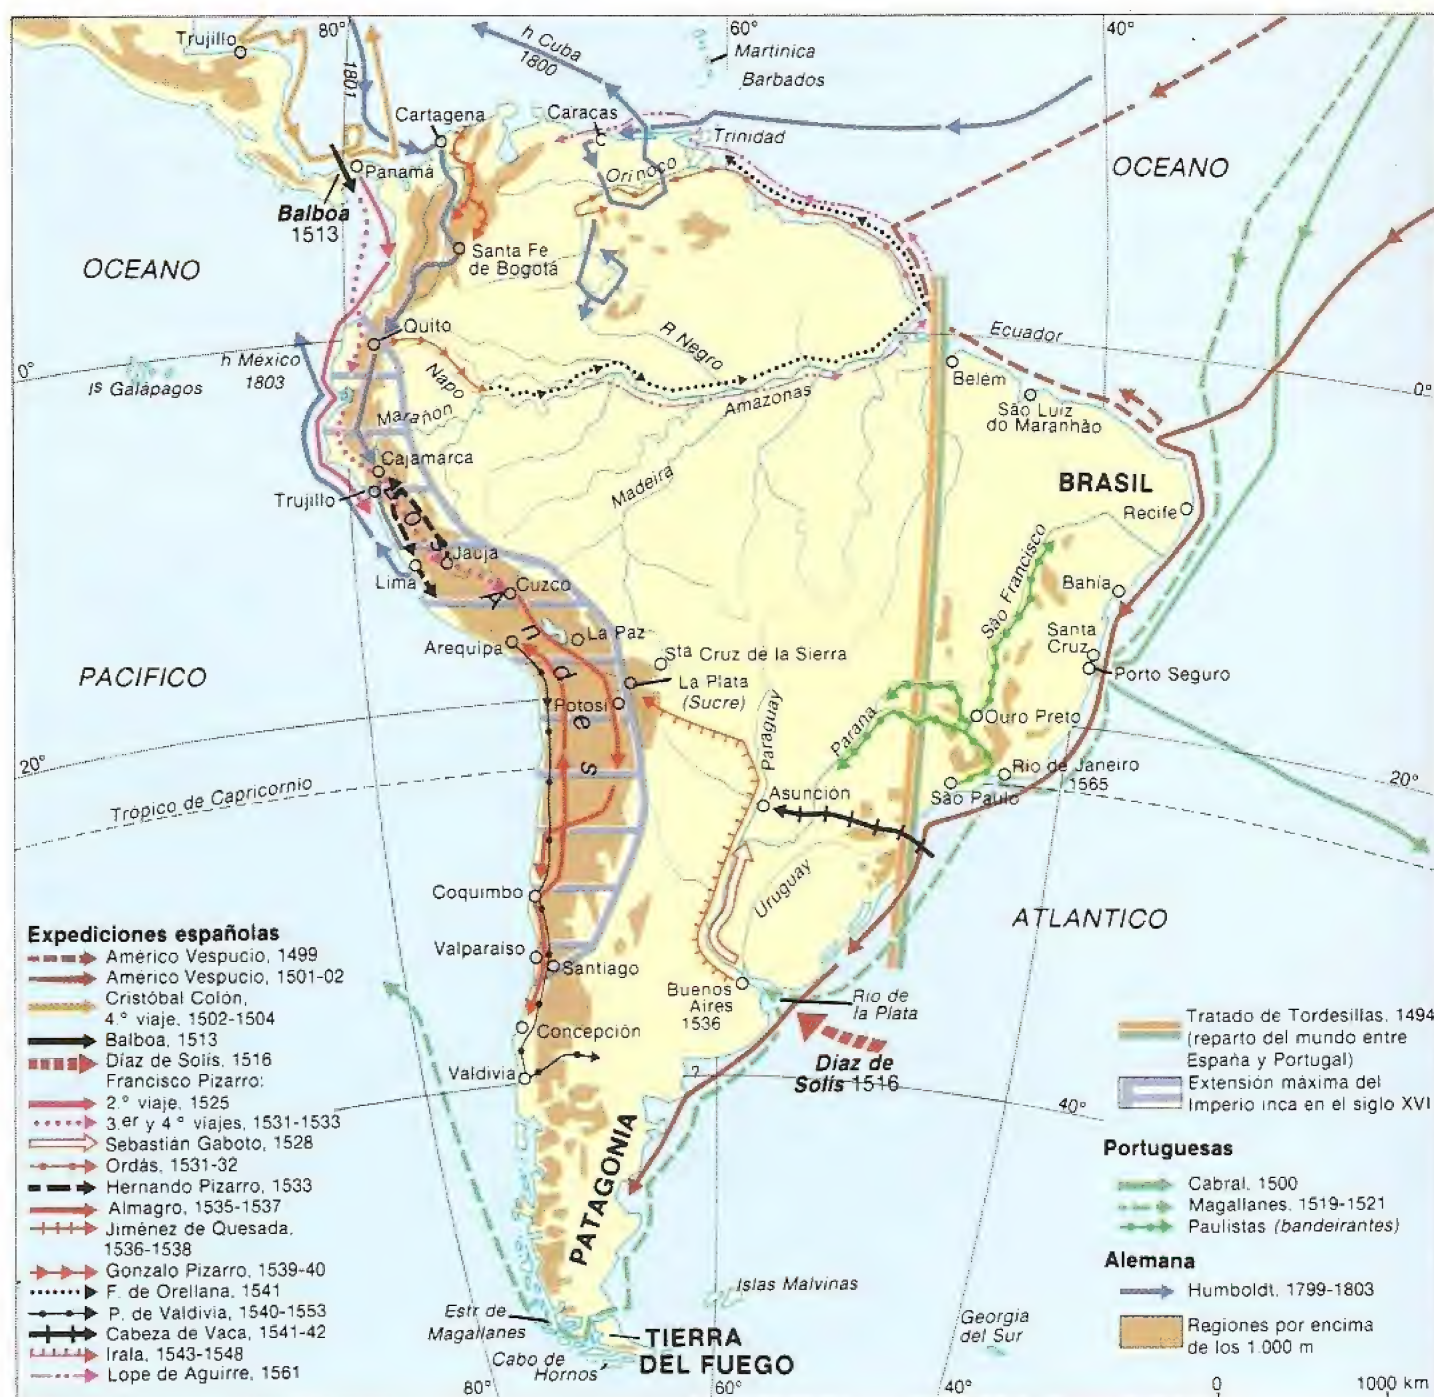 80°
60°
40°
Trujillo
h Cuba
1800
Martinica
Barbados
1801
Cartagena
Caracas
Trinidad
Panamá
Orinoco
OCEANO
Balboa
1513
Santa Fe
de Bogotá
OCEANO
Quito
R Negro
Ecuador
0°
h México
1803
Iˢ Galápagos
Napo
Belém
0°
Marañon
Amazonas
São Luiz
do Maranhão
Cajamarca
Madeira
BRASIL
Trujillo
Recife
Jauja
São Francisco
Lima
Cuzco
Bahía
Andes
La Paz
Santa
Cruz
Arequipa
Sta Cruz de la Sierra
Porto Seguro
PACIFICO
La Plata
(Sucre)
Potosí
Paraguay
Parana
Ouro Preto
20°
Rio de Janeiro
1565
20°
Trópico de Capricornio
Asunción
São Paulo
Coquimbo
Uruguay
ATLANTICO
Valparaiso
Santiago
Buenos
Aires
1536
Rio de
la Plata
Concepción
Díaz de
Solís 1516
Valdivia
?
40°
PATAGONIA
Islas Malvinas
Estr de
Magallanes
TIERRA
DEL FUEGO
Georgia
del Sur
Cabo de
Hornos
80°
60°
40°
Expediciones españolas
Américo Vespucio, 1499
Américo Vespucio, 1501-02
Cristóbal Colón,
4.º viaje, 1502-1504
Balboa, 1513
Díaz de Solís, 1516
Francisco Pizarro:
2.º viaje, 1525
3.er y 4º viajes, 1531-1533
Sebastián Gaboto, 1528
Ordás, 1531-32
Hernando Pizarro, 1533
Almagro, 1535-1537
Jiménez de Quesada,
1536-1538
Gonzalo Pizarro, 1539-40
F. de Orellana, 1541
P. de Valdivia, 1540-1553
Cabeza de Vaca, 1541-42
Irala, 1543-1548
Lope de Aguirre, 1561
Tratado de Tordesillas, 1494
(reparto del mundo entre
España y Portugal)
Extensión máxima del
Imperio inca en el siglo XVI
Portuguesas
Cabral, 1500
Magallanes, 1519-1521
Paulistas (bandeirantes)
Alemana
Humboldt, 1799-1803
Regiones por encima
de los 1.000 m
0 1000 km